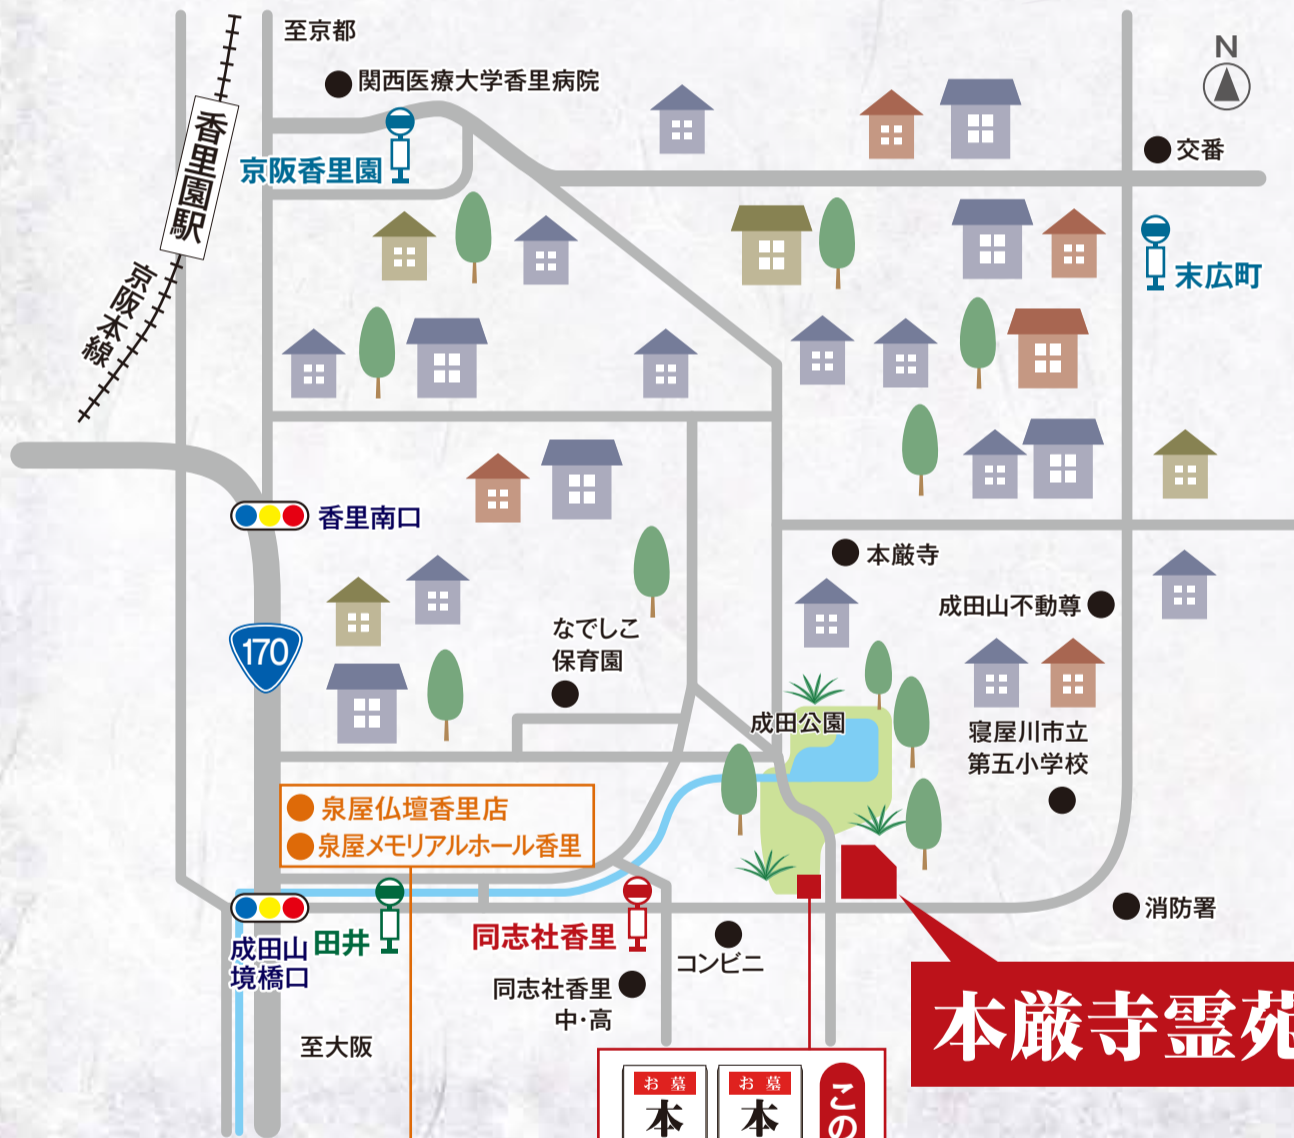 至京都
N
関西医療大学香里病院
香里園駅
京阪香里園
交番
京阪本線
末広町
香里南口
本厳寺
成田山不動尊
170
なでしこ
保育園
成田公園
寝屋川市立
第五小学校
泉屋仏壇香里店
泉屋メモリアルホール香里
消防署
成田山
境橋口
田井
同志社香里
コンビニ
同志社香里
中・高
本厳寺霊苑
至大阪
お墓
本
お墓
本
この